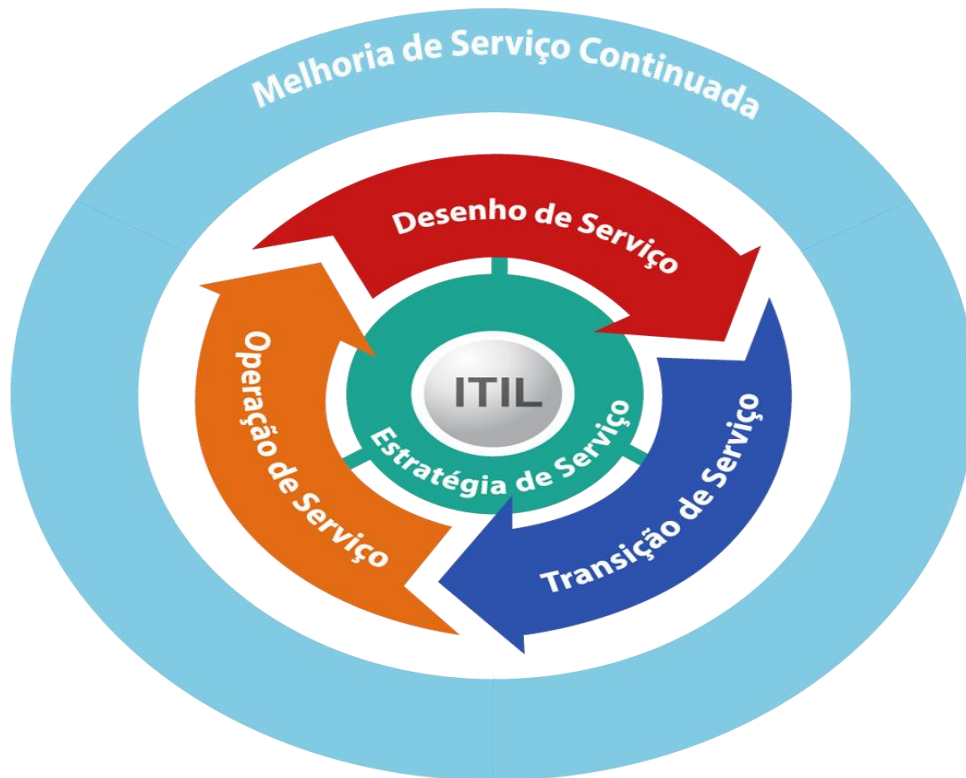 Melhoria de Serviço Continuada
Desenho de Serviço
Operação de Serviço
ITIL
Estratégia de Serviço
Transição de Serviço